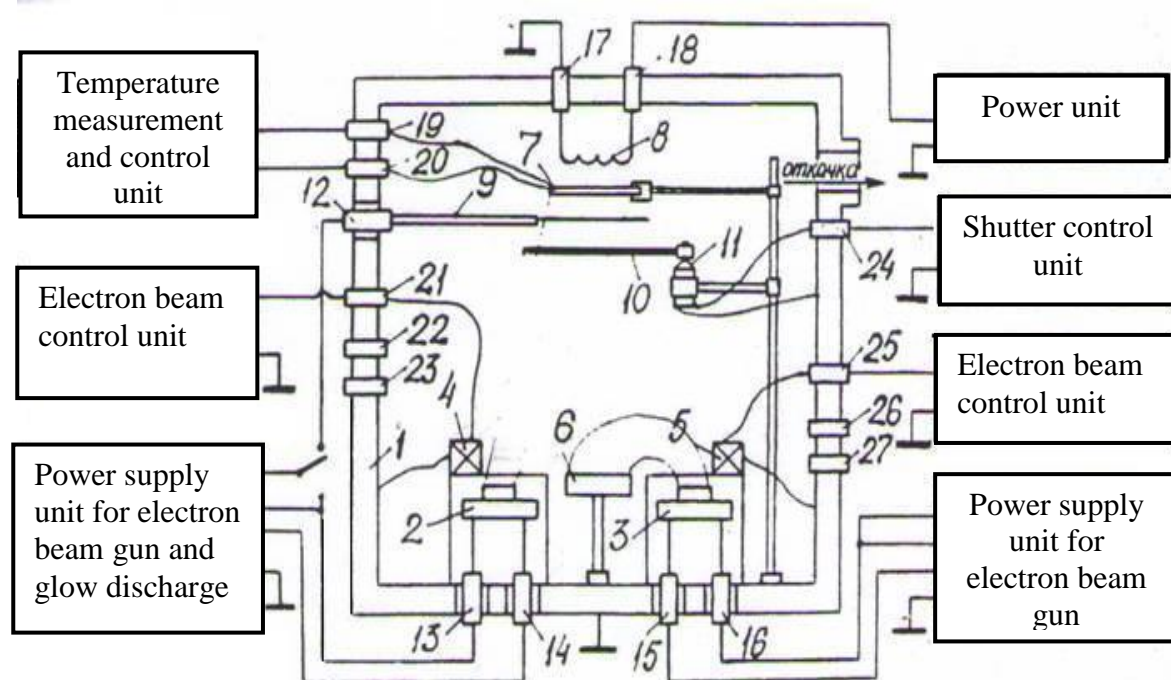 Temperature
measurement
and control
unit
Electron beam
control unit
Power supply
unit for electron
beam gun and
glow discharge
17
18
19
20
7
8
12
9
откачка
11
10
24
21
22
23
25
26
27
4
5
6
1
2
3
13
14
15
16
Power unit
Shutter control
unit
Electron beam
control unit
Power supply
unit for
electron beam
gun